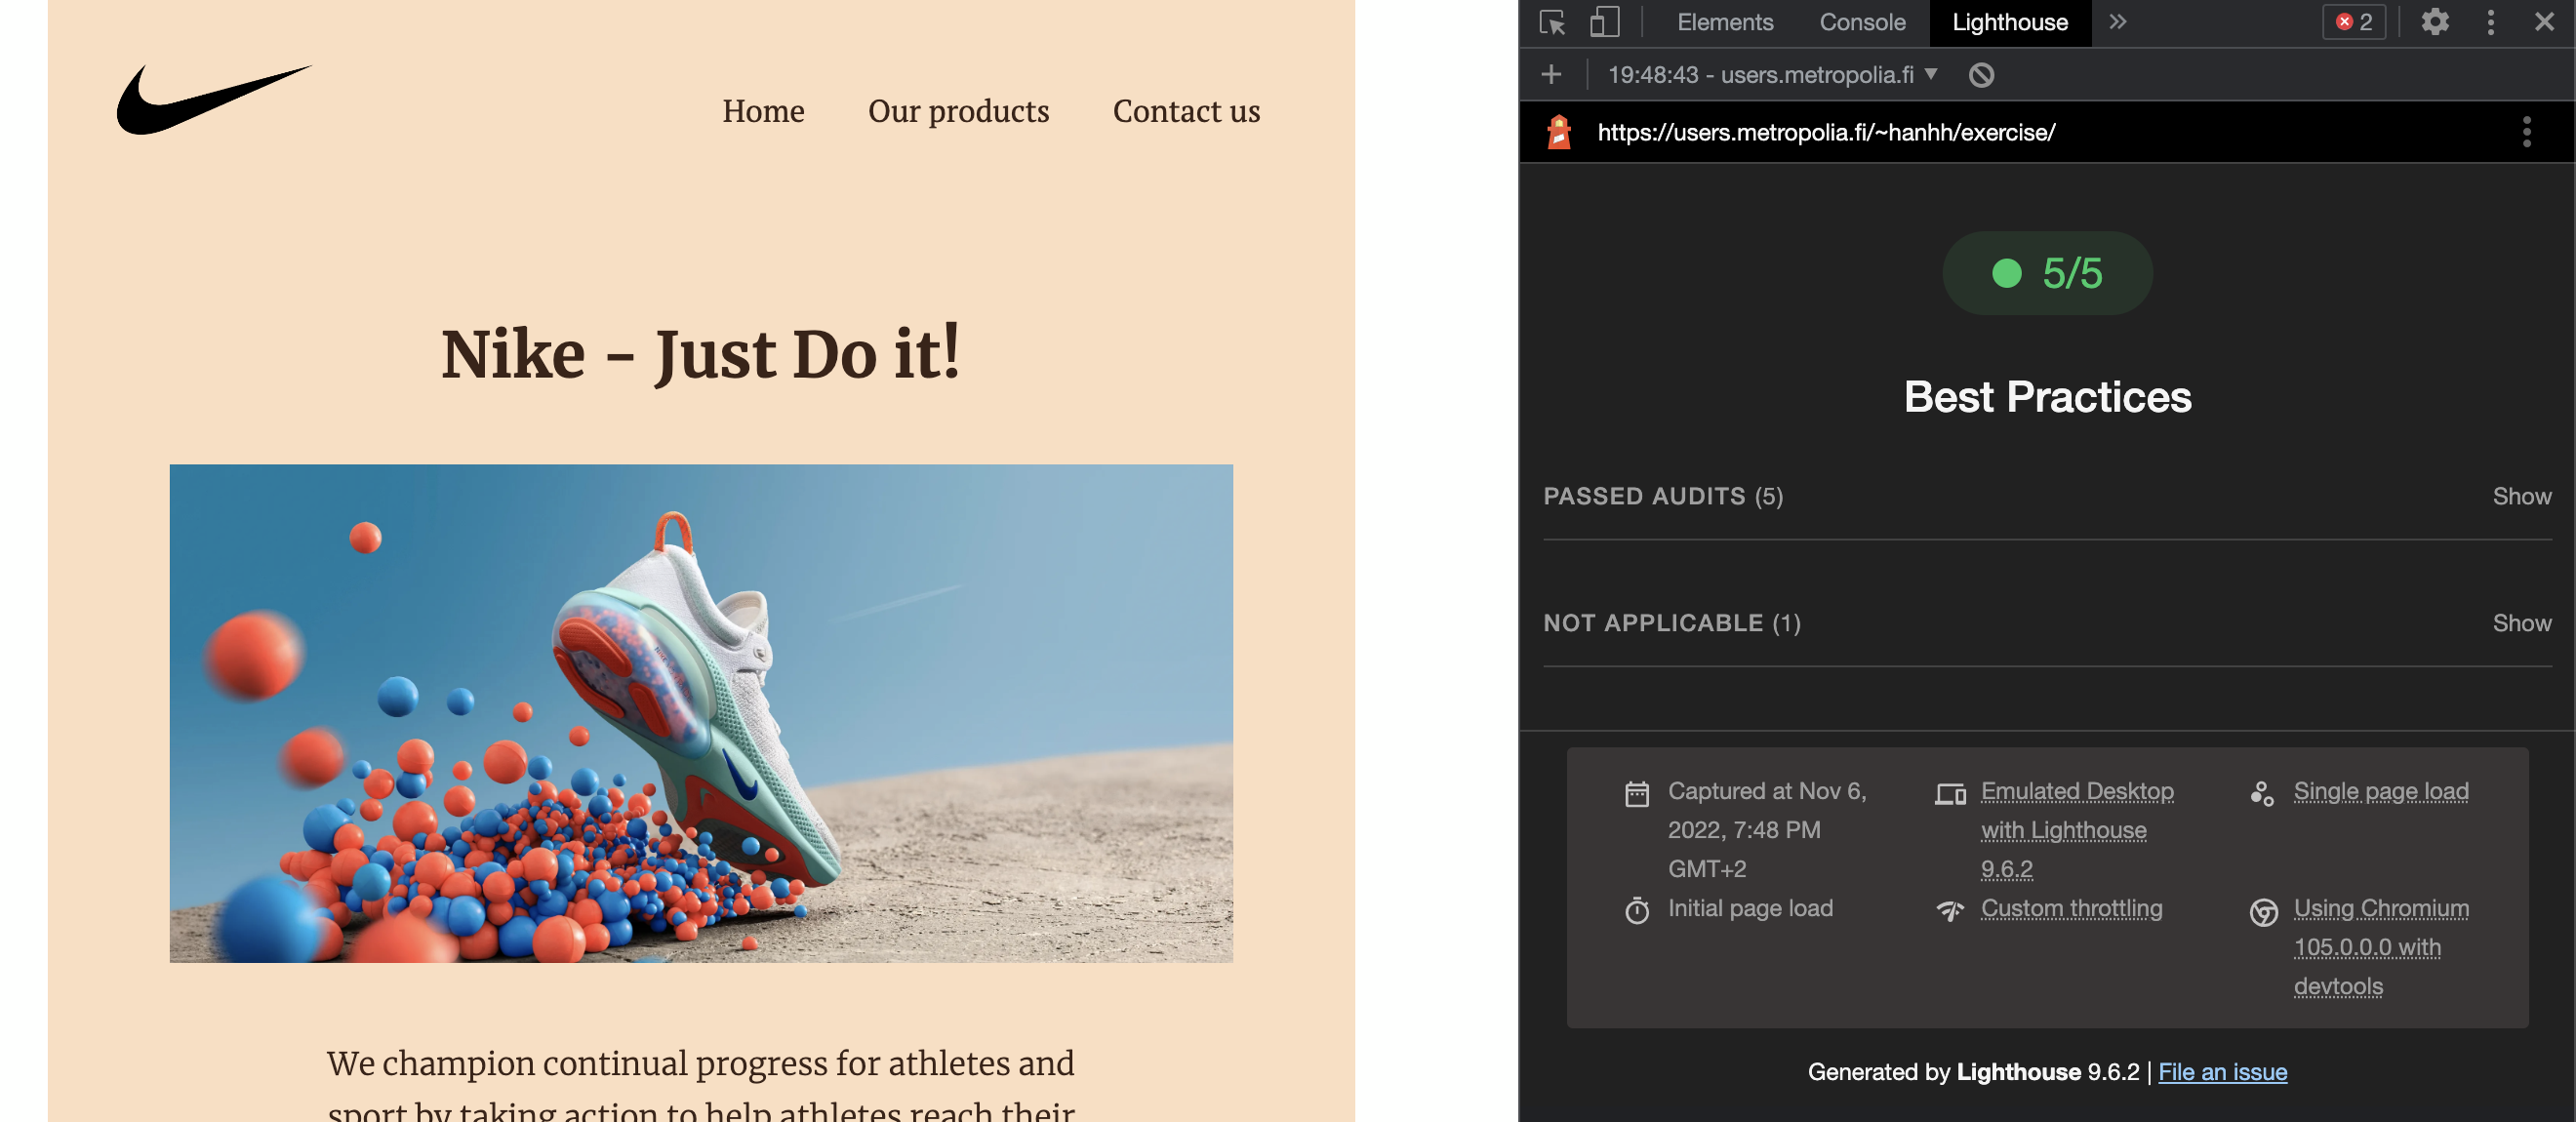 Home Our products Contact us
Nike - Just Do it!
We champion continual progress for athletes and
sport by taking action to help athletes reach their
Elements Console Lighthouse 2
19:48:43 - users.metropolia.fi
https://users.metropolia.fi/~hanhh/exercise/
5/5
Best Practices
PASSED AUDITS (5) Show
NOT APPLICABLE (1) Show
Captured at Nov 6,
2022, 7:48 PM
GMT+2
Emulated Desktop
with Lighthouse
9.6.2
Single page load
Initial page load
Custom throttling
Using Chromium
105.0.0.0 with
devtools
Generated by Lighthouse 9.6.2 | File an issue